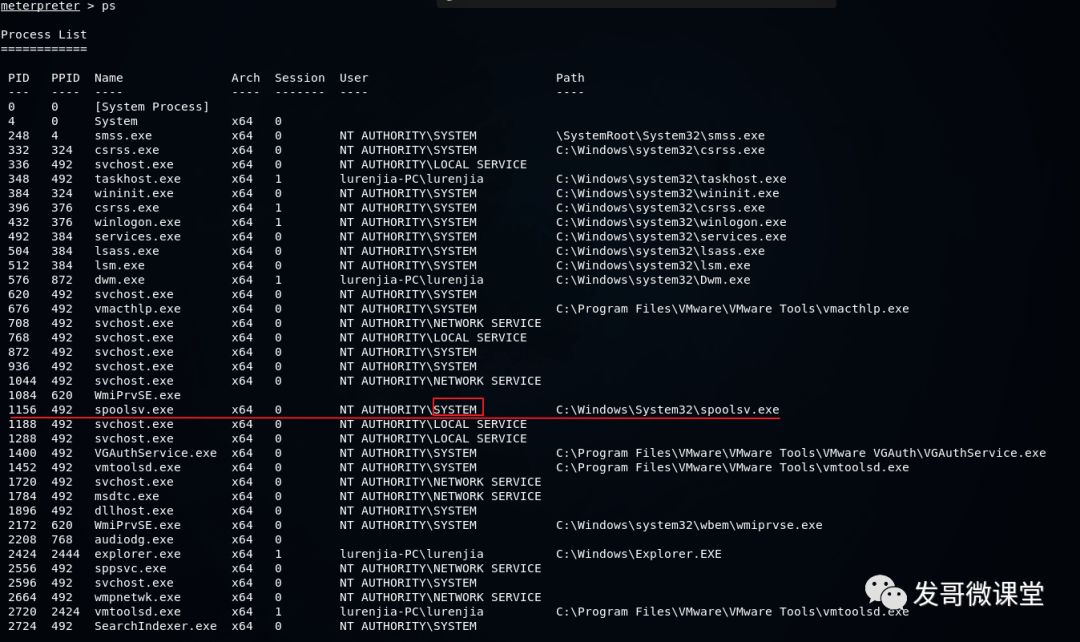 meterpreter > ps
Process List
============
PID   PPID  Name               Arch  Session  User                          Path
---   ----  ----               ----  -------  ----                          ----
0     0     [System Process]
4     0     System             x64   0
248   4     smss.exe           x64   0        NT AUTHORITY\SYSTEM           \SystemRoot\System32\smss.exe
332   324   csrss.exe          x64   0        NT AUTHORITY\SYSTEM           C:\Windows\system32\csrss.exe
336   492   svchost.exe        x64   0        NT AUTHORITY\LOCAL SERVICE
348   492   taskhost.exe       x64   1        lurenjia-PC\lurenjia          C:\Windows\system32\taskhost.exe
384   324   wininit.exe        x64   0        NT AUTHORITY\SYSTEM           C:\Windows\system32\wininit.exe
396   376   csrss.exe          x64   1        NT AUTHORITY\SYSTEM           C:\Windows\system32\csrss.exe
432   376   winlogon.exe       x64   1        NT AUTHORITY\SYSTEM           C:\Windows\system32\winlogon.exe
492   384   services.exe       x64   0        NT AUTHORITY\SYSTEM           C:\Windows\system32\services.exe
504   384   lsass.exe          x64   0        NT AUTHORITY\SYSTEM           C:\Windows\system32\lsass.exe
512   384   lsm.exe            x64   0        NT AUTHORITY\SYSTEM           C:\Windows\system32\lsm.exe
576   872   dwm.exe            x64   1        lurenjia-PC\lurenjia          C:\Windows\system32\Dwm.exe
620   492   svchost.exe        x64   0        NT AUTHORITY\SYSTEM
676   492   vmacthlp.exe       x64   0        NT AUTHORITY\SYSTEM           C:\Program Files\VMware\VMware Tools\vmacthlp.exe
708   492   svchost.exe        x64   0        NT AUTHORITY\NETWORK SERVICE
768   492   svchost.exe        x64   0        NT AUTHORITY\LOCAL SERVICE
872   492   svchost.exe        x64   0        NT AUTHORITY\SYSTEM
936   492   svchost.exe        x64   0        NT AUTHORITY\SYSTEM
1044  492   svchost.exe        x64   0        NT AUTHORITY\NETWORK SERVICE
1084  620   WmiPrvSE.exe
1156  492   spoolsv.exe        x64   0        NT AUTHORITY\SYSTEM           C:\Windows\System32\spoolsv.exe
1188  492   svchost.exe        x64   0        NT AUTHORITY\LOCAL SERVICE
1288  492   svchost.exe        x64   0        NT AUTHORITY\LOCAL SERVICE
1400  492   VGAuthService.exe  x64   0        NT AUTHORITY\SYSTEM           C:\Program Files\VMware\VMware Tools\VMware VGAuth\VGAuthService.exe
1452  492   vmtoolsd.exe       x64   0        NT AUTHORITY\SYSTEM           C:\Program Files\VMware\VMware Tools\vmtoolsd.exe
1720  492   svchost.exe        x64   0        NT AUTHORITY\NETWORK SERVICE
1784  492   msdtc.exe          x64   0        NT AUTHORITY\NETWORK SERVICE
1896  492   dllhost.exe        x64   0        NT AUTHORITY\SYSTEM
2172  620   WmiPrvSE.exe       x64   0        NT AUTHORITY\SYSTEM           C:\Windows\system32\wbem\wmiprvse.exe
2208  768   audiodg.exe        x64   0
2424  2444  explorer.exe       x64   1        lurenjia-PC\lurenjia          C:\Windows\Explorer.EXE
2556  492   sppsvc.exe         x64   0        NT AUTHORITY\NETWORK SERVICE
2596  492   svchost.exe        x64   0        NT AUTHORITY\SYSTEM
2664  492   wmpnetwk.exe       x64   0        NT AUTHORITY\NETWORK SERVICE
2720  2424  vmtoolsd.exe       x64   1        lurenjia-PC\lurenjia          C:\Program Files\VMware\VMware Tools\vmtoolsd.exe
2724  492   SearchIndexer.exe  x64   0        NT AUTHORITY\SYSTEM
发哥微课堂